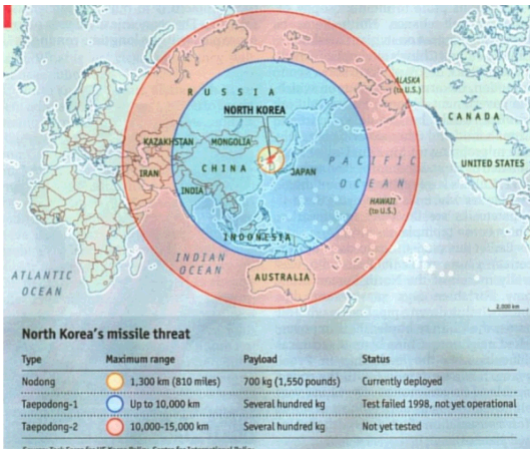 RUSSIA
ALASKA
(to U.S.)
NORTH KOREA
CANADA
KAZAKHSTAN
MONGOLIA
PACIFIC
UNITED STATES
IRAN
CHINA
JAPAN
INDIA
OCEAN
HAWAII
(to U.S.)
INDONESIA
INDIAN
OCEAN
ATLANTIC
OCEAN
AUSTRALIA
North Korea's missile threat
Type Maximum range Payload Status
Nodong 1,300 km (810 miles) 700 kg (1,550 pounds) Currently deployed
Taepodong-1 Up to 10,000 km Several hundred kg Test failed 1998, not yet operational
Taepodong-2 10,000-15,000 km Several hundred kg Not yet tested